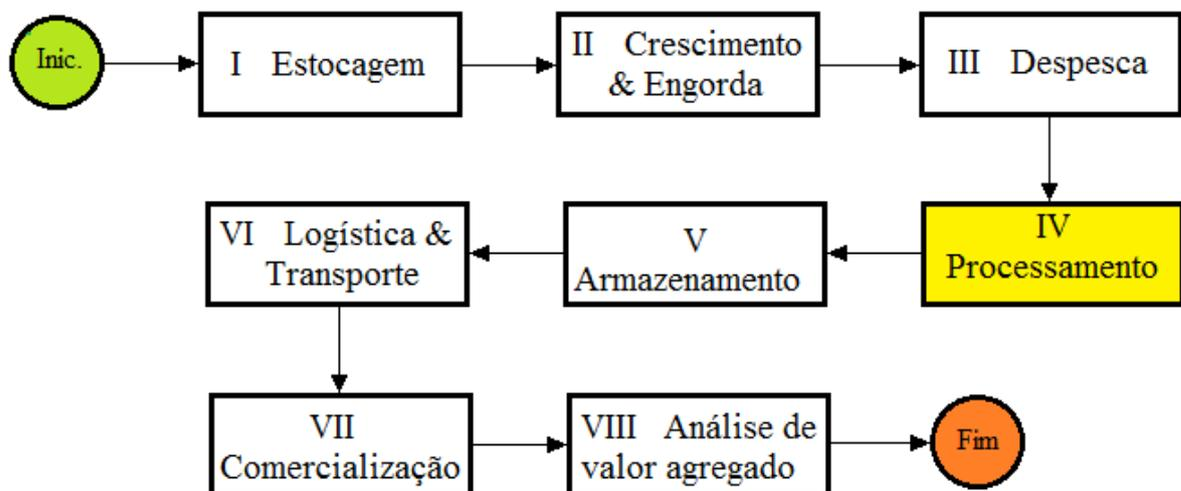 Inic.
I Estocagem
II Crescimento
& Engorda
III Despesca
IV
Processamento
V
Armazenamento
VI Logística &
Transporte
VII
Comercialização
VIII Análise de
valor agregado
Fim